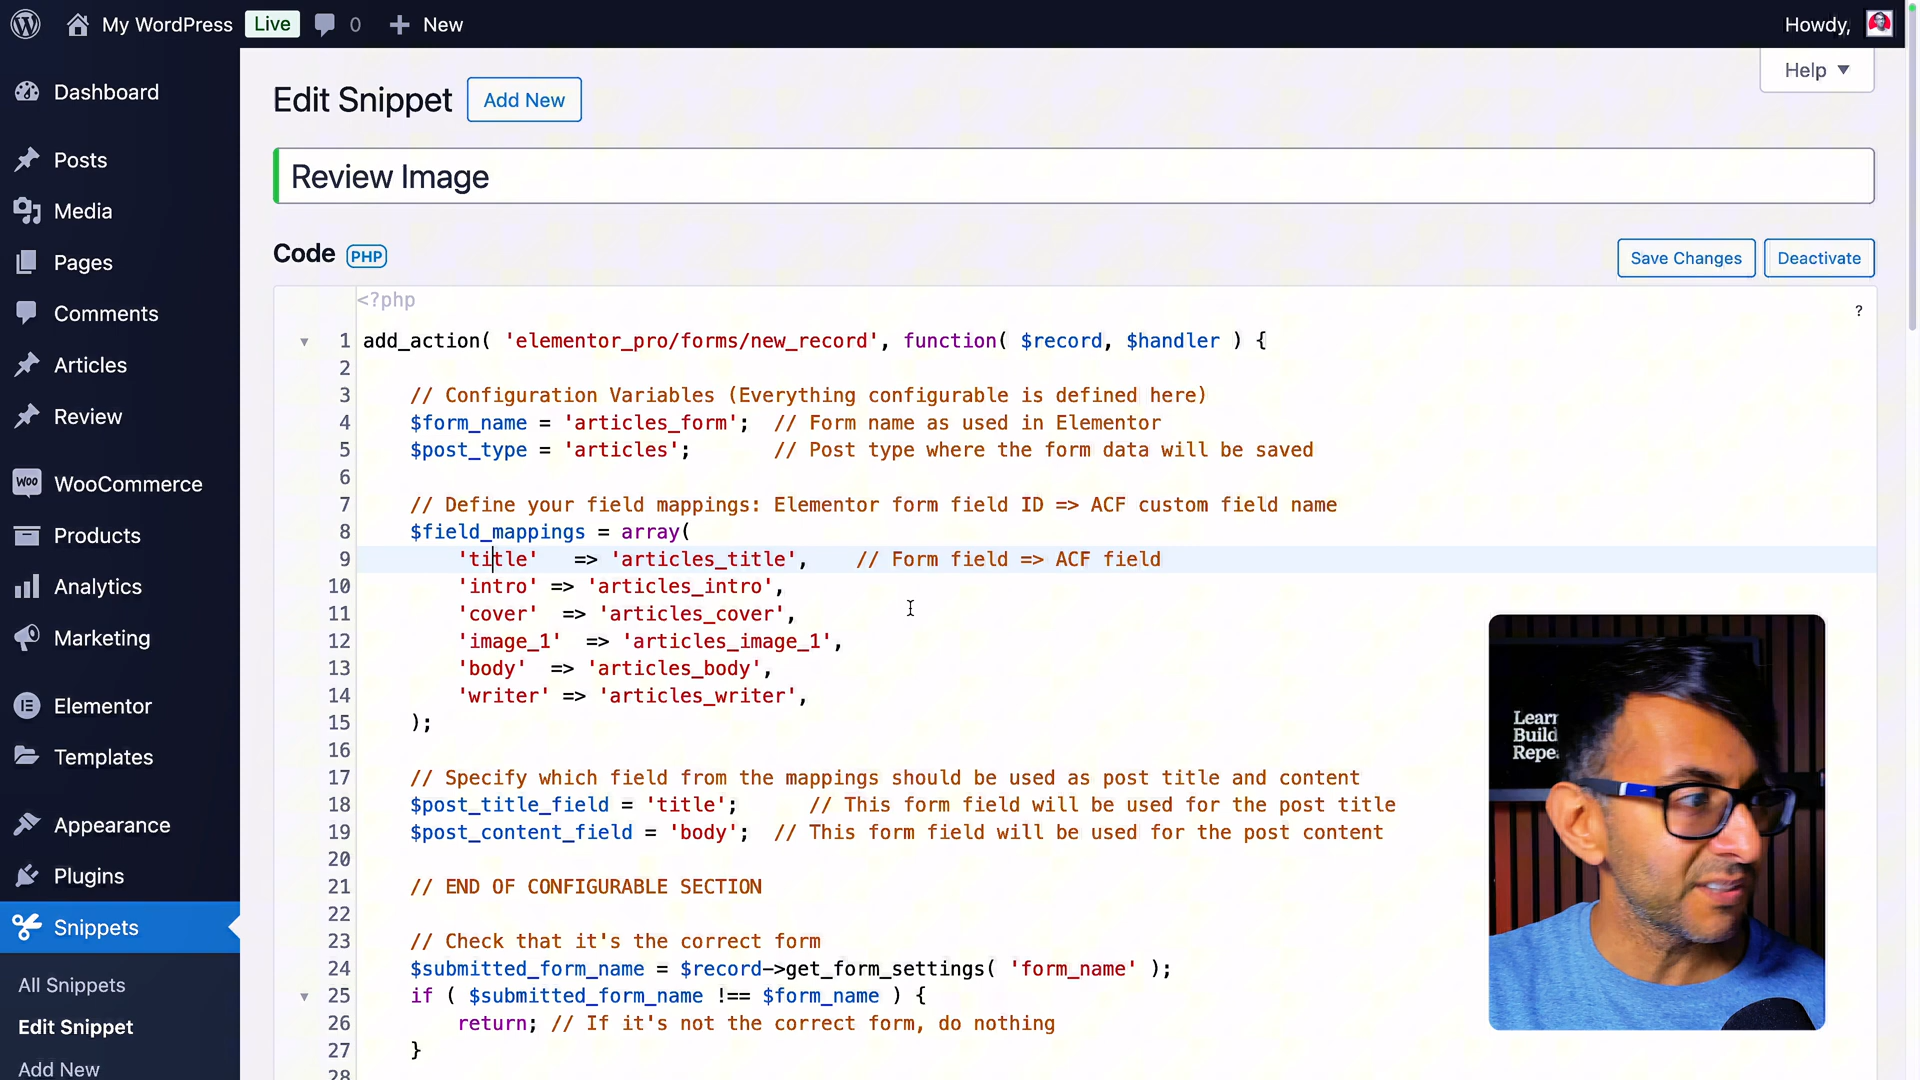 My WordPress Live 0 + New Howdy,
Help ▼
Dashboard
Posts
Media
Pages
Comments
Articles
Review
WOO WooCommerce
Products
Analytics
Marketing
Elementor
Templates
Appearance
Plugins
Snippets
All Snippets
Edit Snippet
Add New
Edit Snippet Add New
Review Image
Code PHP Save Changes Deactivate
<?php
?
1 add_action( 'elementor_pro/forms/new_record', function( $record, $handler ) {
2
3 // Configuration Variables (Everything configurable is defined here)
4 $form_name = 'articles_form'; // Form name as used in Elementor
5 $post_type = 'articles'; // Post type where the form data will be saved
6
7 // Define your field mappings: Elementor form field ID => ACF custom field name
8 $field_mappings = array(
9 'title' => 'articles_title', // Form field => ACF field
10 'intro' => 'articles_intro',
11 'cover' => 'articles_cover',
12 'image_1' => 'articles_image_1',
13 'body' => 'articles_body',
14 'writer' => 'articles_writer',
15 );
16
17 // Specify which field from the mappings should be used as post title and content
18 $post_title_field = 'title'; // This form field will be used for the post title
19 $post_content_field = 'body'; // This form field will be used for the post content
20
21 // END OF CONFIGURABLE SECTION
22
23 // Check that it's the correct form
24 $submitted_form_name = $record->get_form_settings( 'form_name' );
25 if ( $submitted_form_name !== $form_name ) {
26 return; // If it's not the correct form, do nothing
27 }
28
Learn
Build
Repe